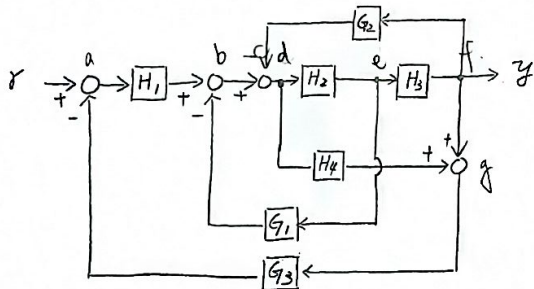 G2
a b - d e f
r + - H1 + - + H2 H3 y
+ H4 + g
G1
G3